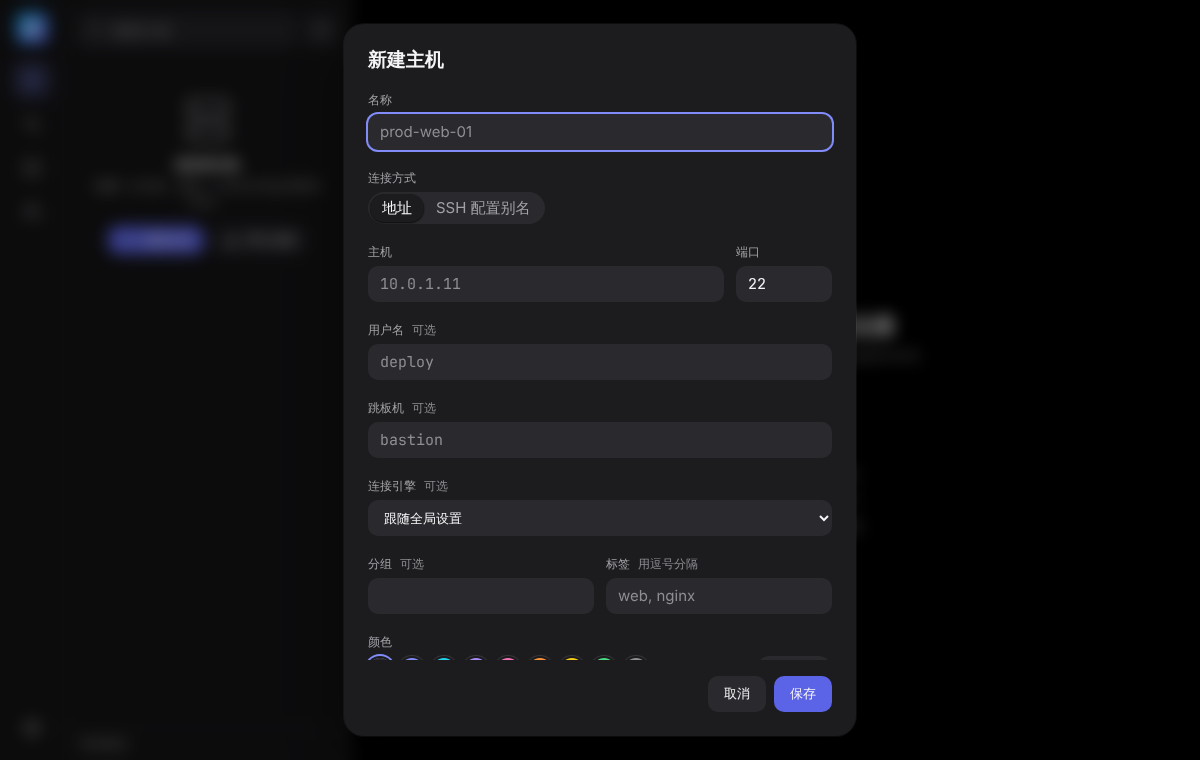 新建主机
名称
prod-web-01
连接方式
地址 SSH 配置别名
主机 端口
10.0.1.11 22
用户名 可选
deploy
跳板机 可选
bastion
连接引擎 可选
跟随全局设置
分组 可选 标签 用逗号分隔
web, nginx
颜色
取消 保存